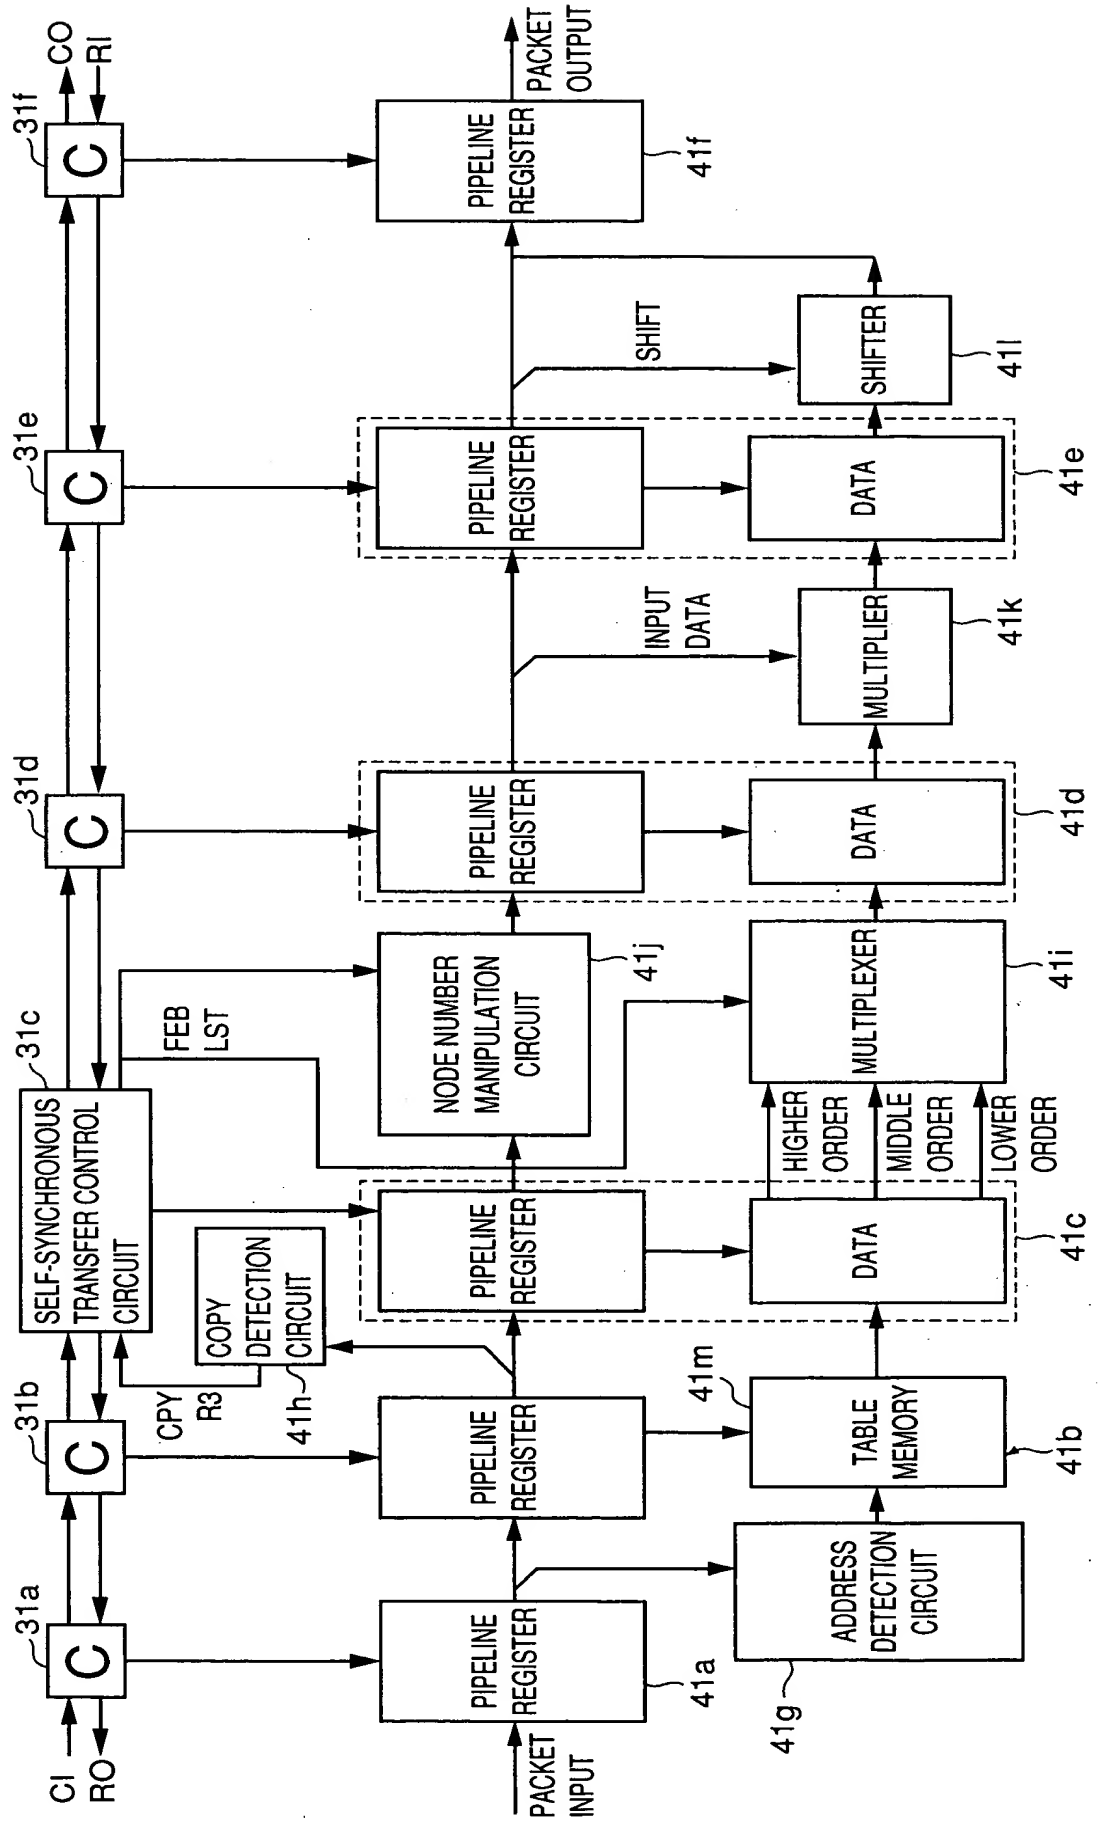 CI
RO
31a
C
31b
C
SELF-SYNCHRONOUS
TRANSFER CONTROL
CIRCUIT
31c
31d
C
31e
C
31f
C
CO
RI
CPY
R3
COPY
DETECTION
CIRCUIT
41h
FEB
LST
PACKET
INPUT
PIPELINE
REGISTER
41a
PIPELINE
REGISTER
PIPELINE
REGISTER
NODE NUMBER
MANIPULATION
CIRCUIT
41j
PIPELINE
REGISTER
INPUT
DATA
PIPELINE
REGISTER
SHIFT
PIPELINE
REGISTER
41f
PACKET
OUTPUT
41g
ADDRESS
DETECTION
CIRCUIT
41m
TABLE
MEMORY
41b
DATA
41c
HIGHER
ORDER
MIDDLE
ORDER
LOWER
ORDER
MULTIPLEXER
41i
DATA
41d
MULTIPLIER
41k
DATA
41e
SHIFTER
41l